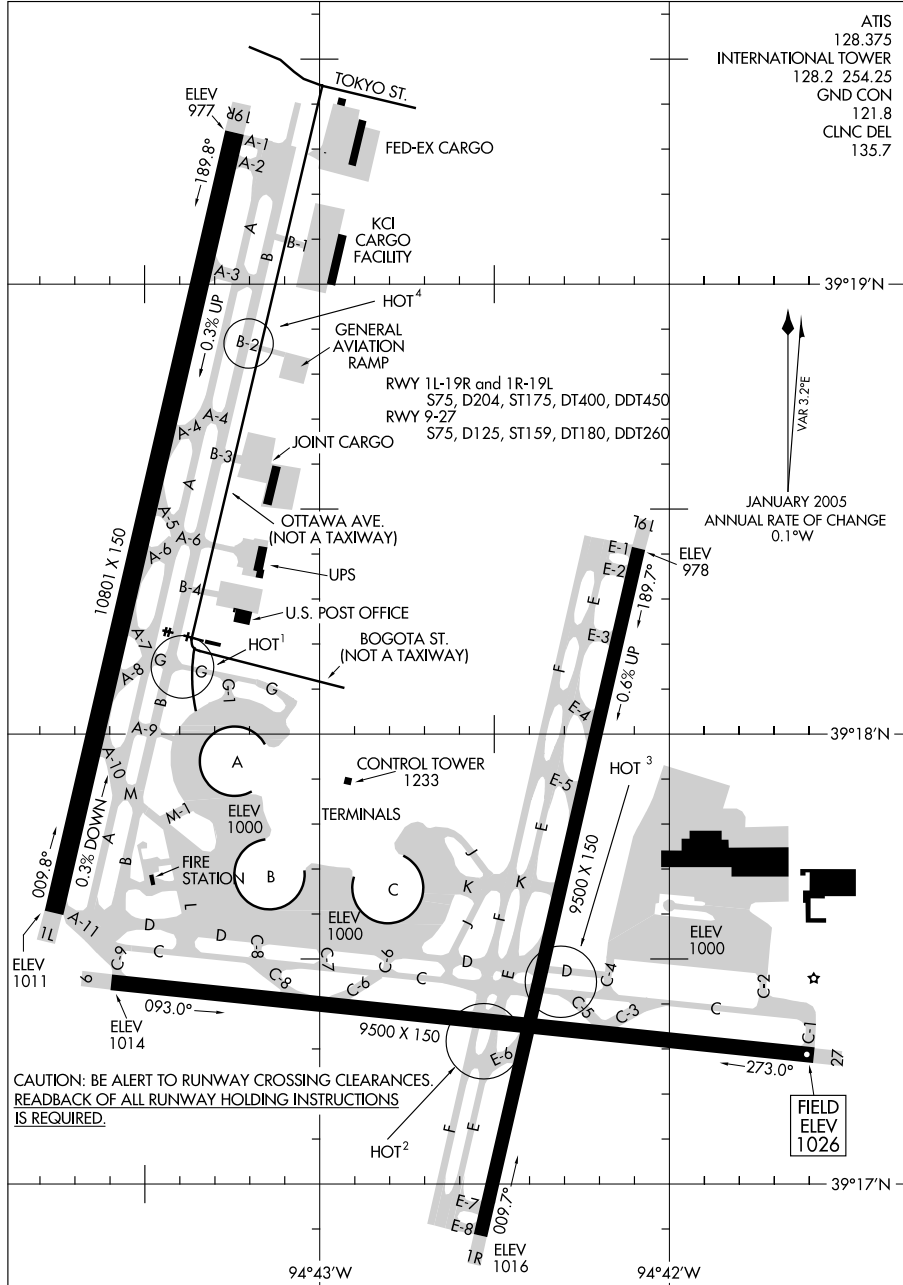 ATIS
128.375
INTERNATIONAL TOWER
128.2 254.25
GND CON
121.8
CLNC DEL
135.7
TOKYO ST.
ELEV
977
19R
A-1
A-2
189.8°
FED-EX CARGO
A
B
B-1
KCI
CARGO
FACILITY
A-3
39°19'N
0.3% UP
HOT 4
B-2
GENERAL
AVIATION
RAMP
VAR 3.2°E
RWY 1L-19R and 1R-19L
S75, D204, ST175, DT400, DDT450
RWY 9-27
S75, D125, ST159, DT180, DDT260
A-4
A-4
B-3
JOINT CARGO
A
JANUARY 2005
ANNUAL RATE OF CHANGE
0.1°W
A-5
A-6
A-6
OTTAWA AVE.
(NOT A TAXIWAY)
19L
E-1
E-2
ELEV
978
10801 X 150
UPS
189.7°
B-4
U.S. POST OFFICE
E
E-3
A-7
HOT 1
BOGOTA ST.
(NOT A TAXIWAY)
A-8
G
G
G-1
G
F
0.6% UP
B
E-4
A-9
39°18'N
A-10
A
CONTROL TOWER
1233
HOT 3
E-5
M
M-1
ELEV
1000
TERMINALS
0.3% DOWN
A
B
E
9500 X 150
009.8°
FIRE
STATION
B
C
J
K
K
L
A-11
1L
ELEV
1011
D
D
ELEV
1000
J
F
ELEV
1000
C-9
C
C-8
C-7
C-6
D
E
D
C-4
C-2
9
C-8
C-6
C
C-5
C-3
C
093.0°
ELEV
1014
9500 X 150
E-6
C-1
27
273.0°
CAUTION: BE ALERT TO RUNWAY CROSSING CLEARANCES.
READBACK OF ALL RUNWAY HOLDING INSTRUCTIONS
IS REQUIRED.
FIELD
ELEV
1026
HOT 2
F
E
39°17'N
E-7
E-8
009.7°
1R
ELEV
1016
94°43'W
94°42'W